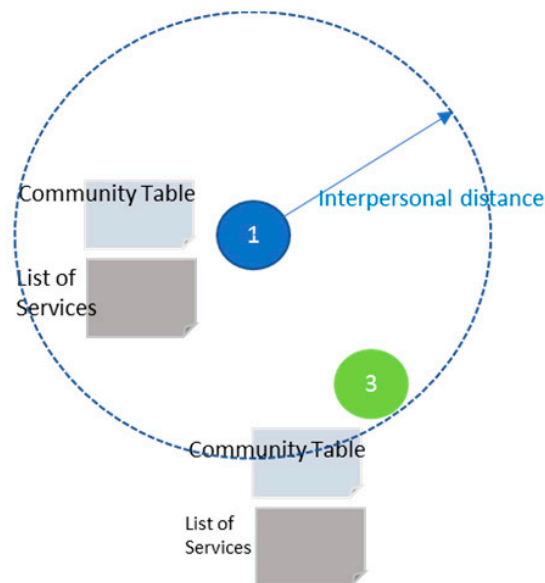 Community Table
Interpersonal distance
1
List of
Services
3
Community Table
List of
Services